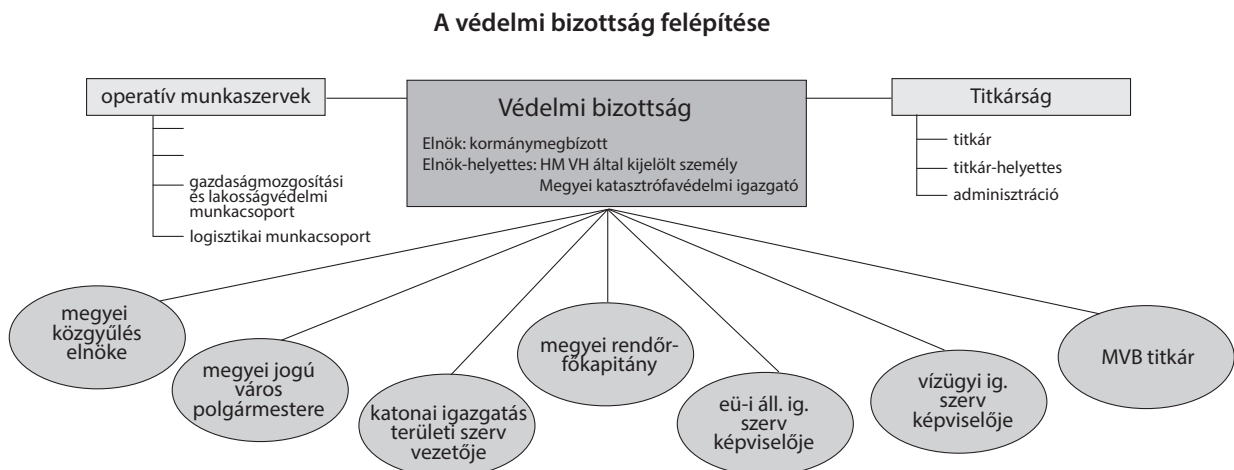 A védelmi bizottság felépítése
operatív munkaszervek
gazdaságmozgosítási
és lakosságvédelmi
munkacsoport
logisztikai munkacsoport
Védelmi bizottság
Elnök: kormánymegbízott
Elnök-helyettes: HM VH által kijelölt személy
Megyei katasztrófavédelmi igazgató
Titkárság
titkár
titkár-helyettes
adminisztráció
megyei
közgyűlés
elnöke
megyei jogú
város
polgármestere
katonai igazgatás
területi szerv
vezetője
megyei rendőr-
főkapitány
eü-i áll. ig.
szerv
képviselője
vízügyi ig.
szerv
képviselője
MVB titkár